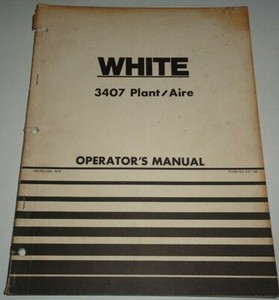 WHITE
3407 Plant/Aire
OPERATOR'S MANUAL